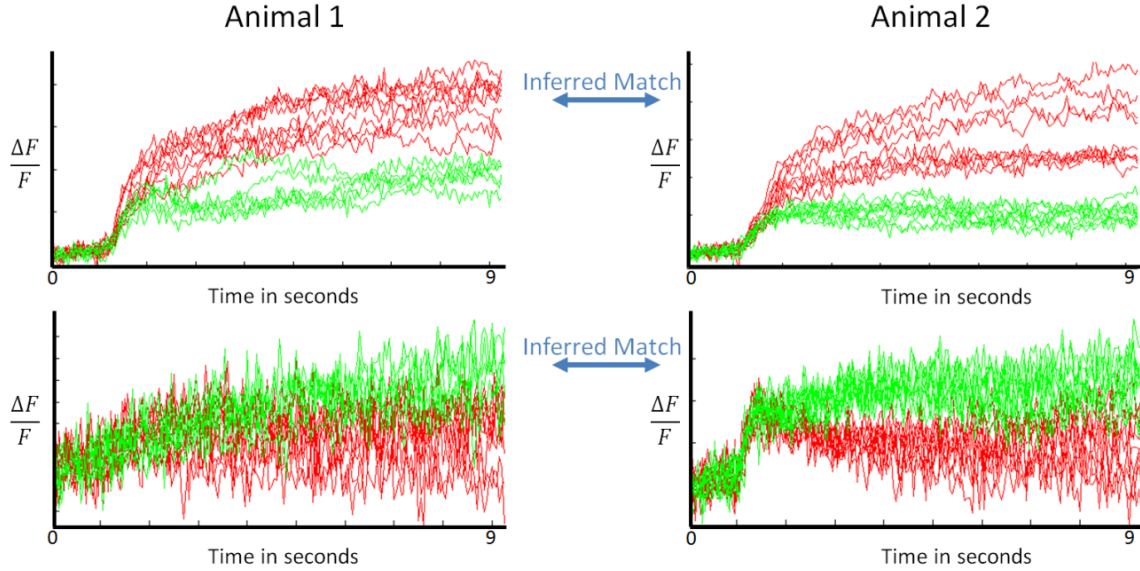 Animal 1
Animal 2
ΔF
F
0
9
Time in seconds
Inferred Match
ΔF
F
0
9
Time in seconds
ΔF
F
0
9
Time in seconds
Inferred Match
ΔF
F
0
9
Time in seconds